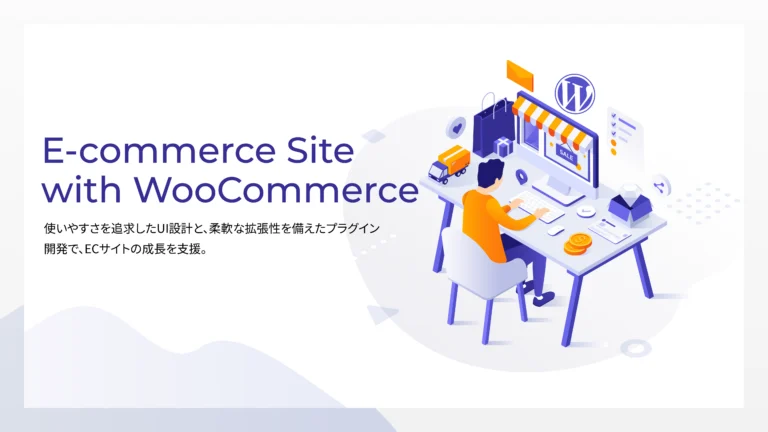 E-commerce Site
with WooCommerce
使いやすさを追求したUI設計と、柔軟な拡張性を備えたプラグイン
開発で、ECサイトの成長を支援。
W
SALE